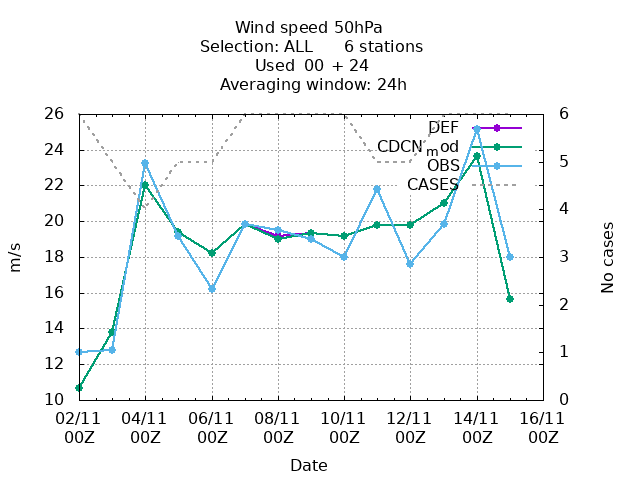 Wind speed 50hPa
Selection: ALL      6 stations
Used  00 + 24
Averaging window: 24h
26
24
22
20
18
16
14
12
10
m/s
6
5
4
3
2
1
0
No cases
DEF
CDCN_mod
OBS
CASES
02/11 04/11 06/11 08/11 10/11 12/11 14/11 16/11
00Z 00Z 00Z 00Z 00Z 00Z 00Z 00Z
Date